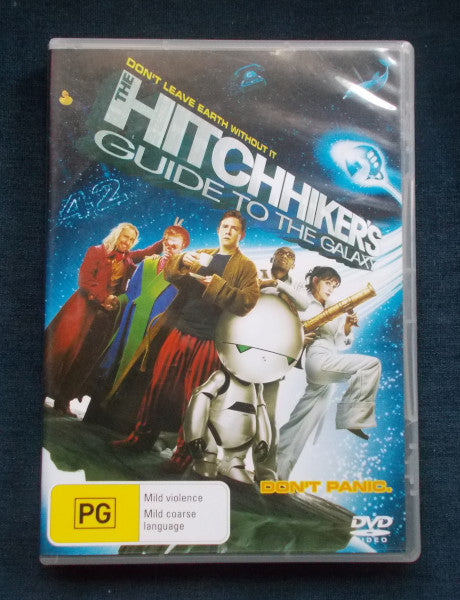 DON'T LEAVE EARTH WITHOUT IT
THE
HITCHHIKER'S
GUIDE TO THE GALAXY
42
DON'T PANIC.
PG
Mild violence
Mild coarse
language
DVD
VIDEO